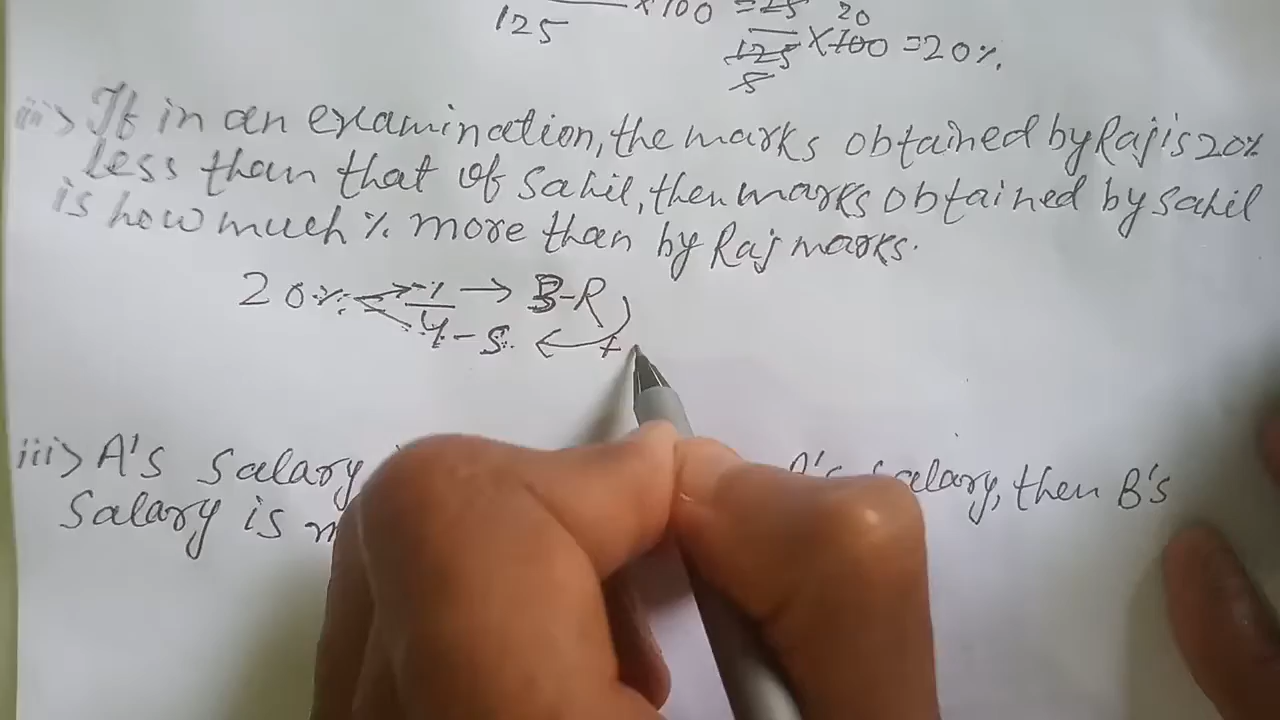 ×100 = 25 20
125 125 ×100 =20%.
5
ii> If in an examination, the marks obtained by Raj is 20%
less than that of Sahil, then marks obtained by Sahil
is how much % more than by Raj marks.
20% → -1 → 3-R
4-S ← +
iii> A's salary A's salary, then B's
salary is